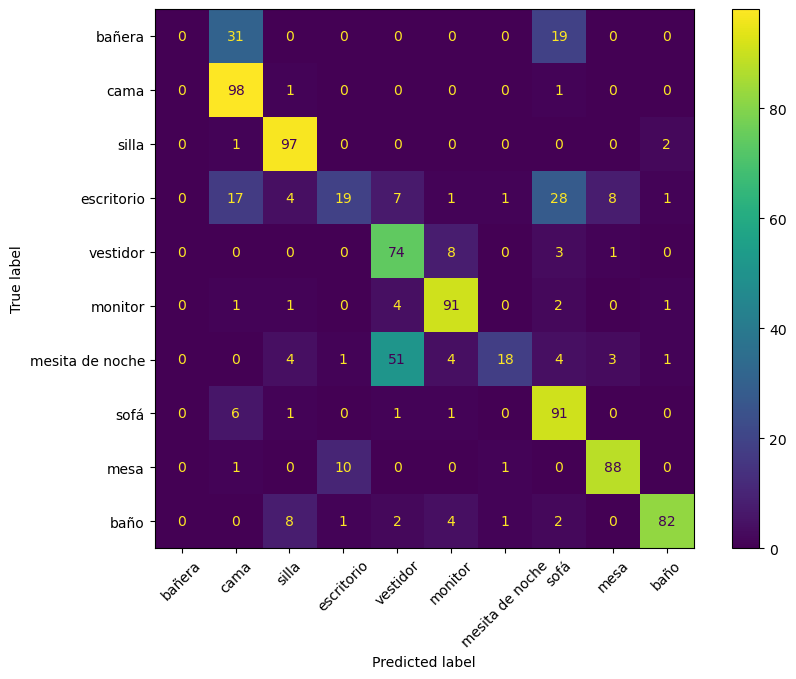 bañera 0 31 0 0 0 0 0 19 0 0
cama 0 98 1 0 0 0 0 1 0 0
silla 0 1 97 0 0 0 0 0 0 2
escritorio 0 17 4 19 7 1 1 28 8 1
vestidor 0 0 0 0 74 8 0 3 1 0
monitor 0 1 1 0 4 91 0 2 0 1
mesita de noche 0 0 4 1 51 4 18 4 3 1
sofá 0 6 1 0 1 1 0 91 0 0
mesa 0 1 0 10 0 0 1 0 88 0
baño 0 0 8 1 2 4 1 2 0 82
True label
bañera cama silla escritorio vestidor monitor mesita de noche sofá mesa baño
Predicted label
80
60
40
20
0